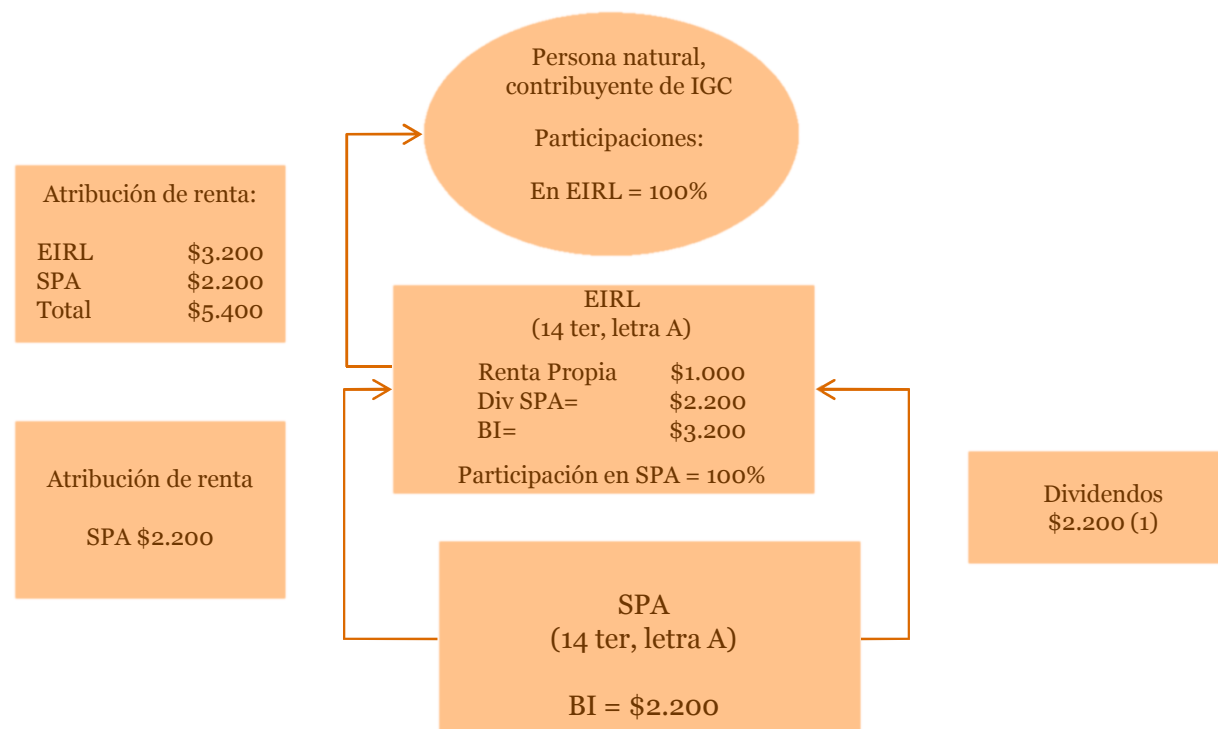 Persona natural,
contribuyente de IGC
Participaciones:
En EIRL = 100%
Atribución de renta:
EIRL $3.200
SPA $2.200
Total $5.400
EIRL
(14 ter, letra A)
Renta Propia $1.000
Div SPA= $2.200
BI= $3.200
Participación en SPA = 100%
Atribución de renta
SPA $2.200
Dividendos
$2.200 (1)
SPA
(14 ter, letra A)
BI = $2.200